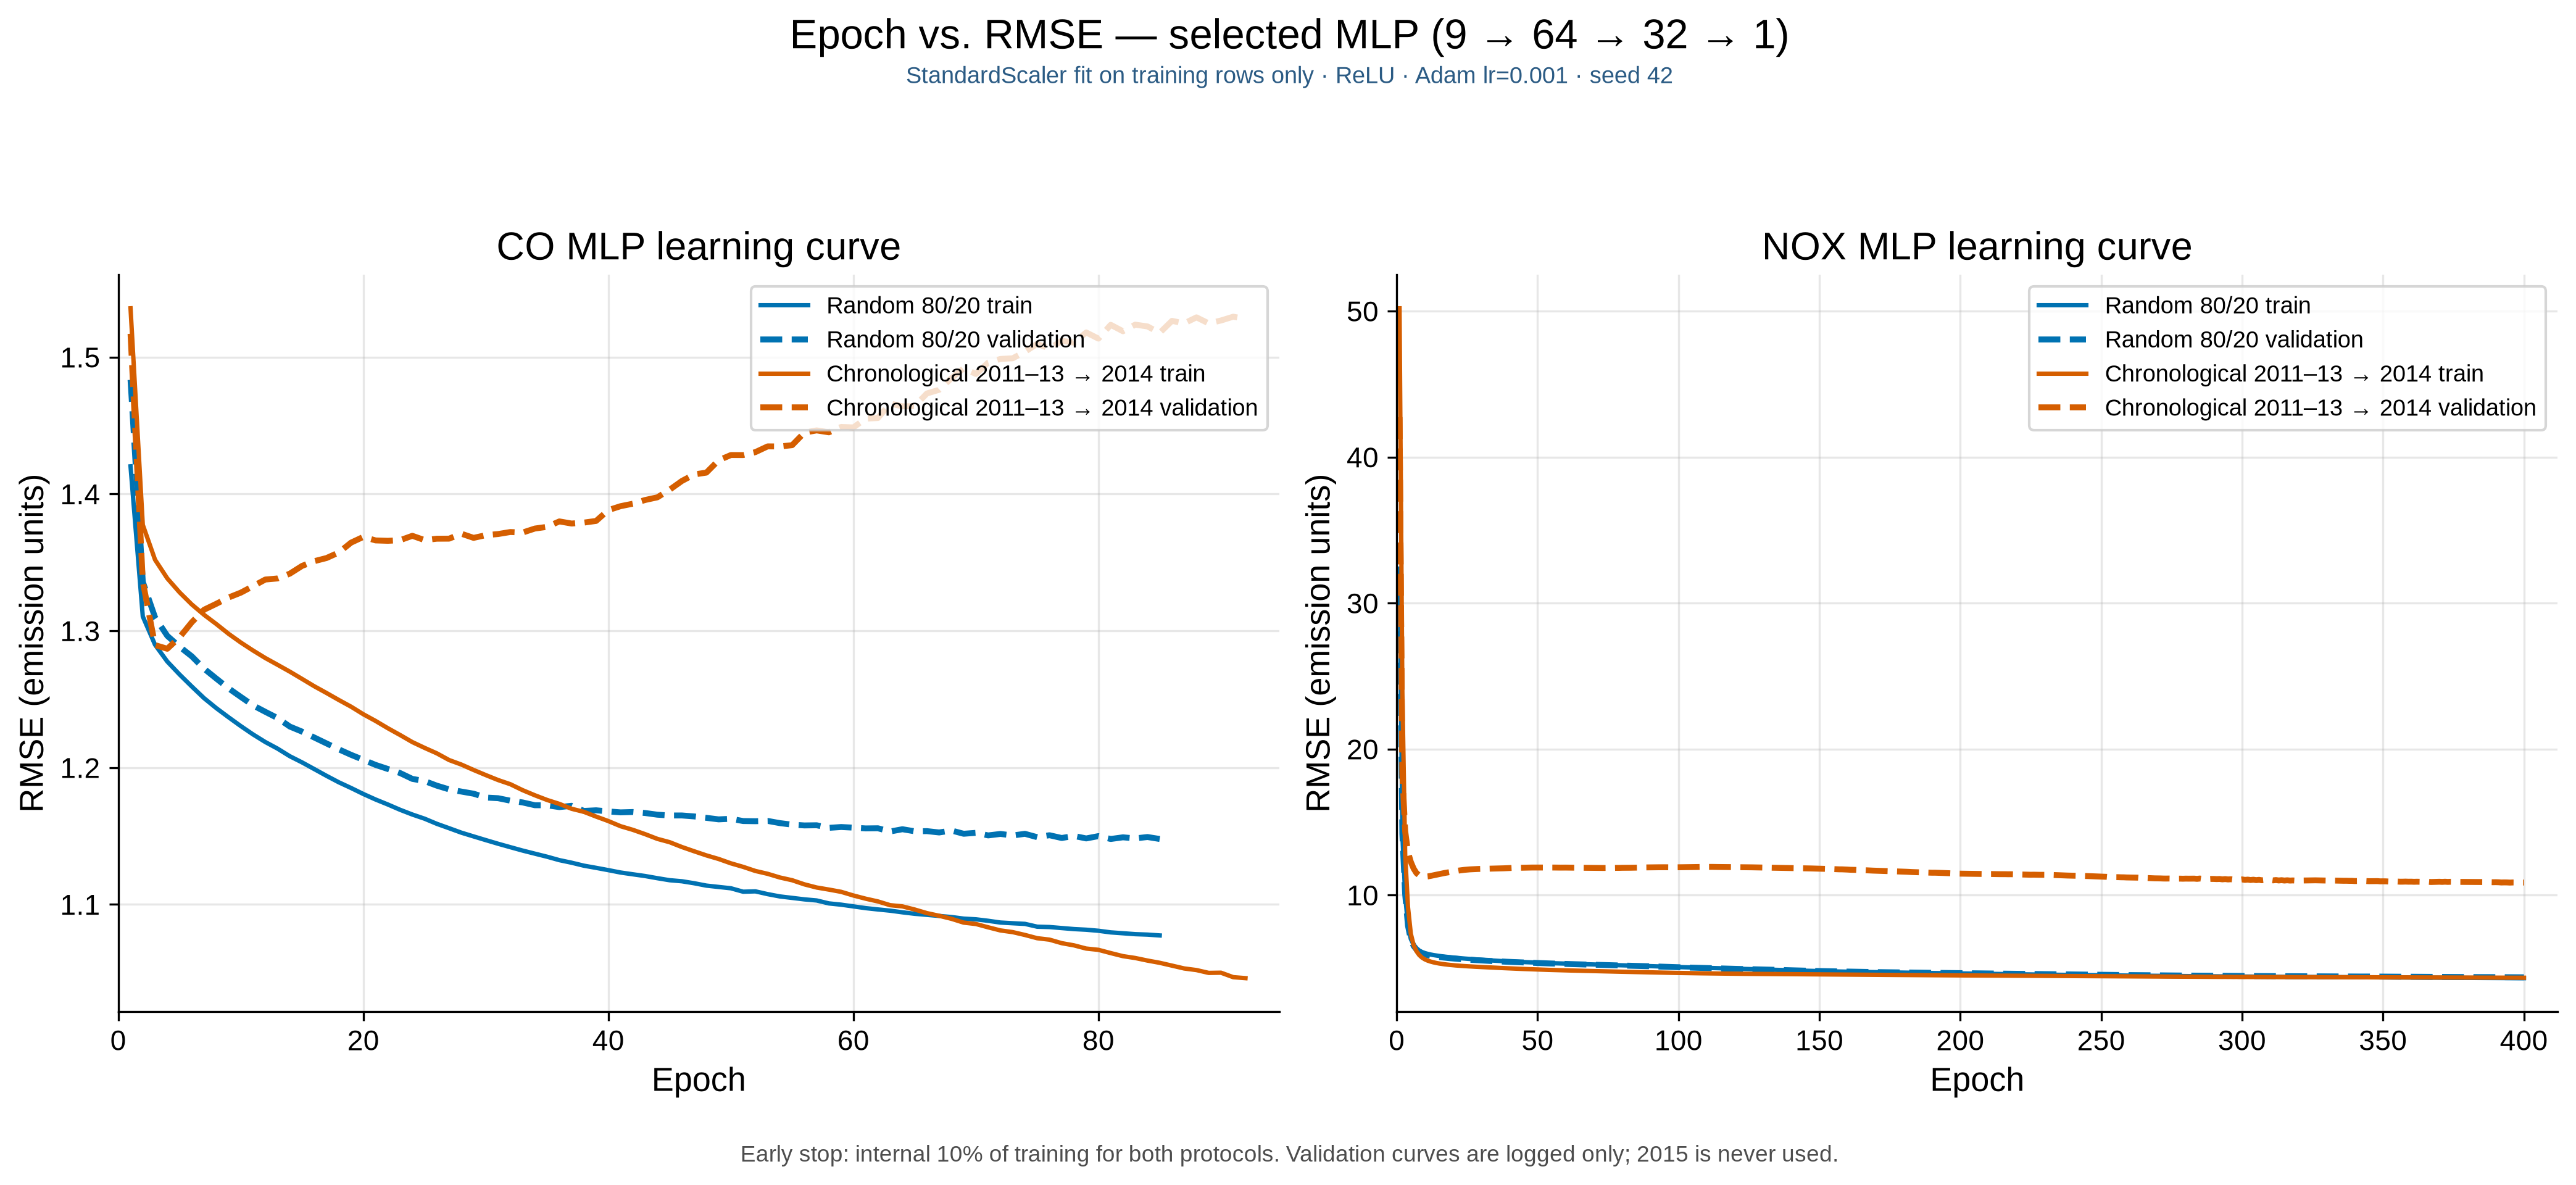 Epoch vs. RMSE — selected MLP (9 → 64 → 32 → 1)
StandardScaler fit on training rows only · ReLU · Adam lr=0.001 · seed 42
CO MLP learning curve
Random 80/20 train
Random 80/20 validation
Chronological 2011–13 → 2014 train
Chronological 2011–13 → 2014 validation
RMSE (emission units)
1.5
1.4
1.3
1.2
1.1
0 20 40 60 80
Epoch
NOX MLP learning curve
Random 80/20 train
Random 80/20 validation
Chronological 2011–13 → 2014 train
Chronological 2011–13 → 2014 validation
RMSE (emission units)
50
40
30
20
10
0 50 100 150 200 250 300 350 400
Epoch
Early stop: internal 10% of training for both protocols. Validation curves are logged only; 2015 is never used.